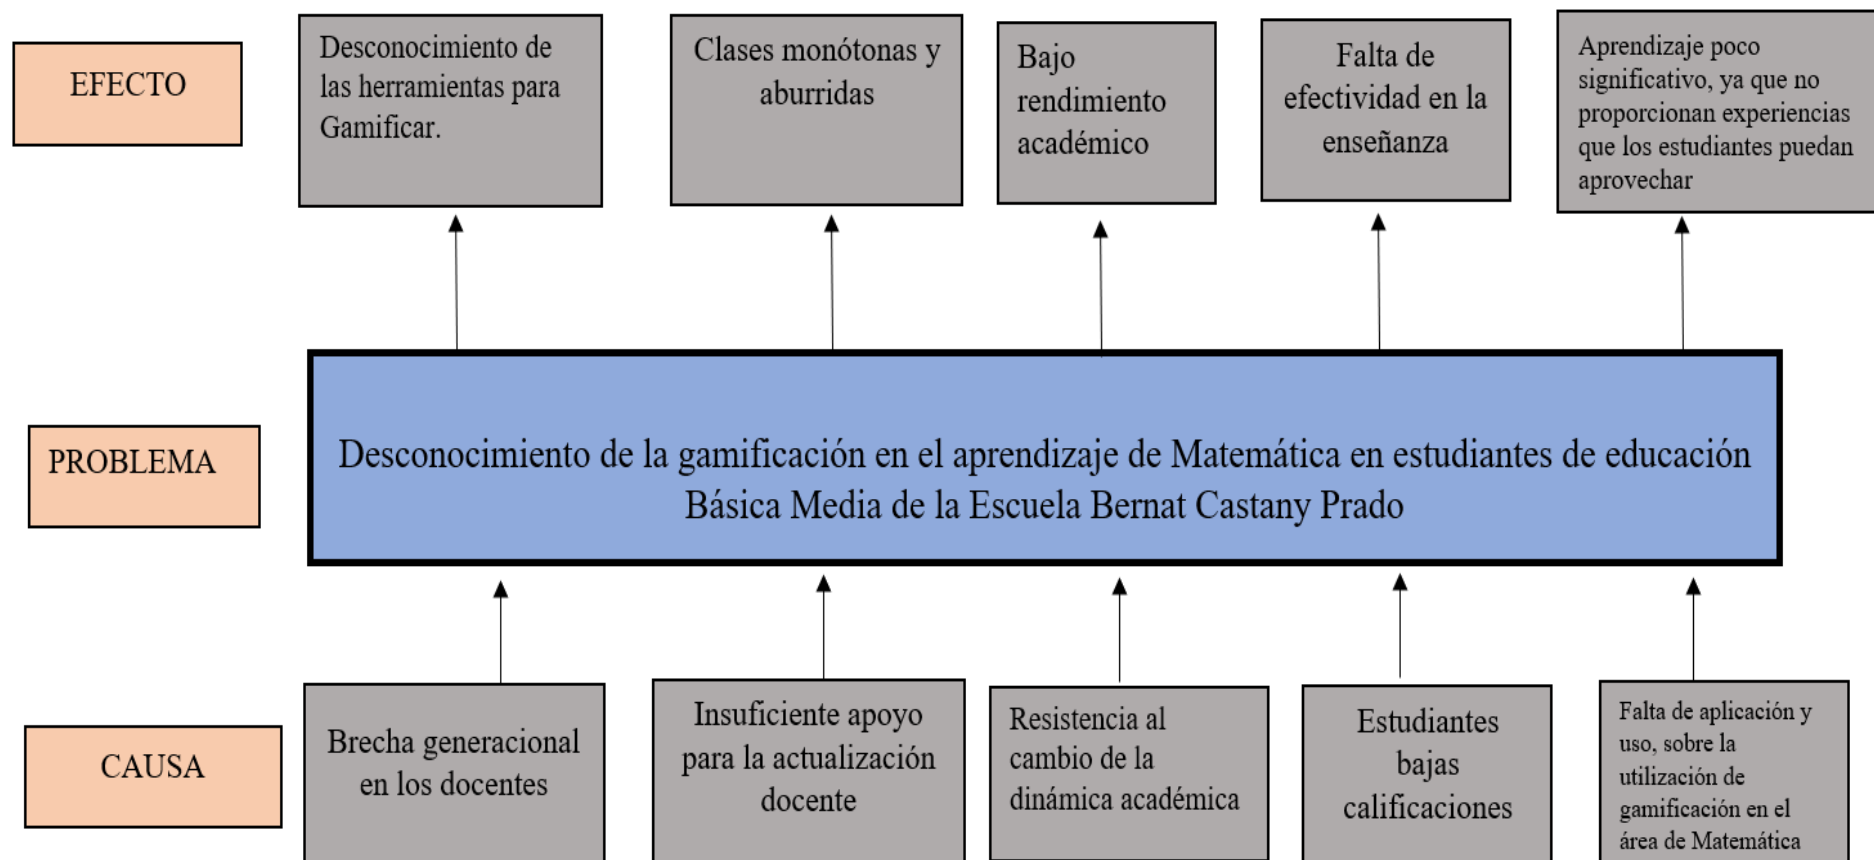 EFECTO
Desconocimiento de
las herramientas para
Gamificar.
Clases monótonas y
aburridas
Bajo
rendimiento
académico
Falta de
efectividad en la
enseñanza
Aprendizaje poco
significativo, ya que no
proporcionan experiencias
que los estudiantes puedan
aprovechar
PROBLEMA
Desconocimiento de la gamificación en el aprendizaje de Matemática en estudiantes de educación
Básica Media de la Escuela Bernat Castany Prado
CAUSA
Brecha generacional
en los docentes
Insuficiente apoyo
para la actualización
docente
Resistencia al
cambio de la
dinámica académica
Estudiantes
bajas
calificaciones
Falta de aplicación y
uso, sobre la
utilización de
gamificación en el
área de Matemática